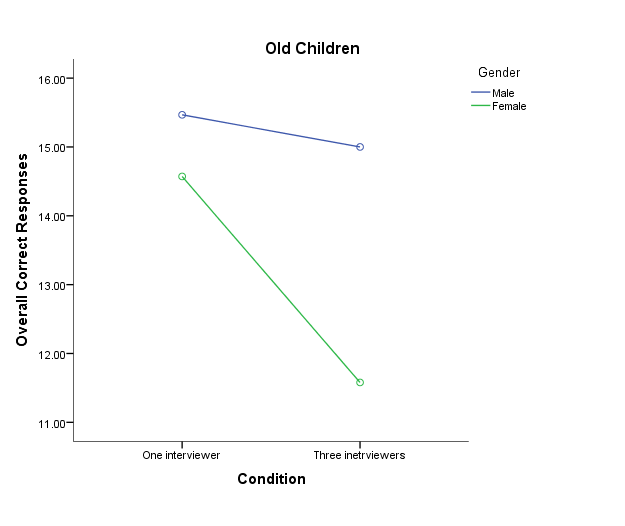 Old Children
Gender
Male
Female
Overall Correct Responses
16.00
15.00
14.00
13.00
12.00
11.00
One interviewer
Three inetrviewers
Condition